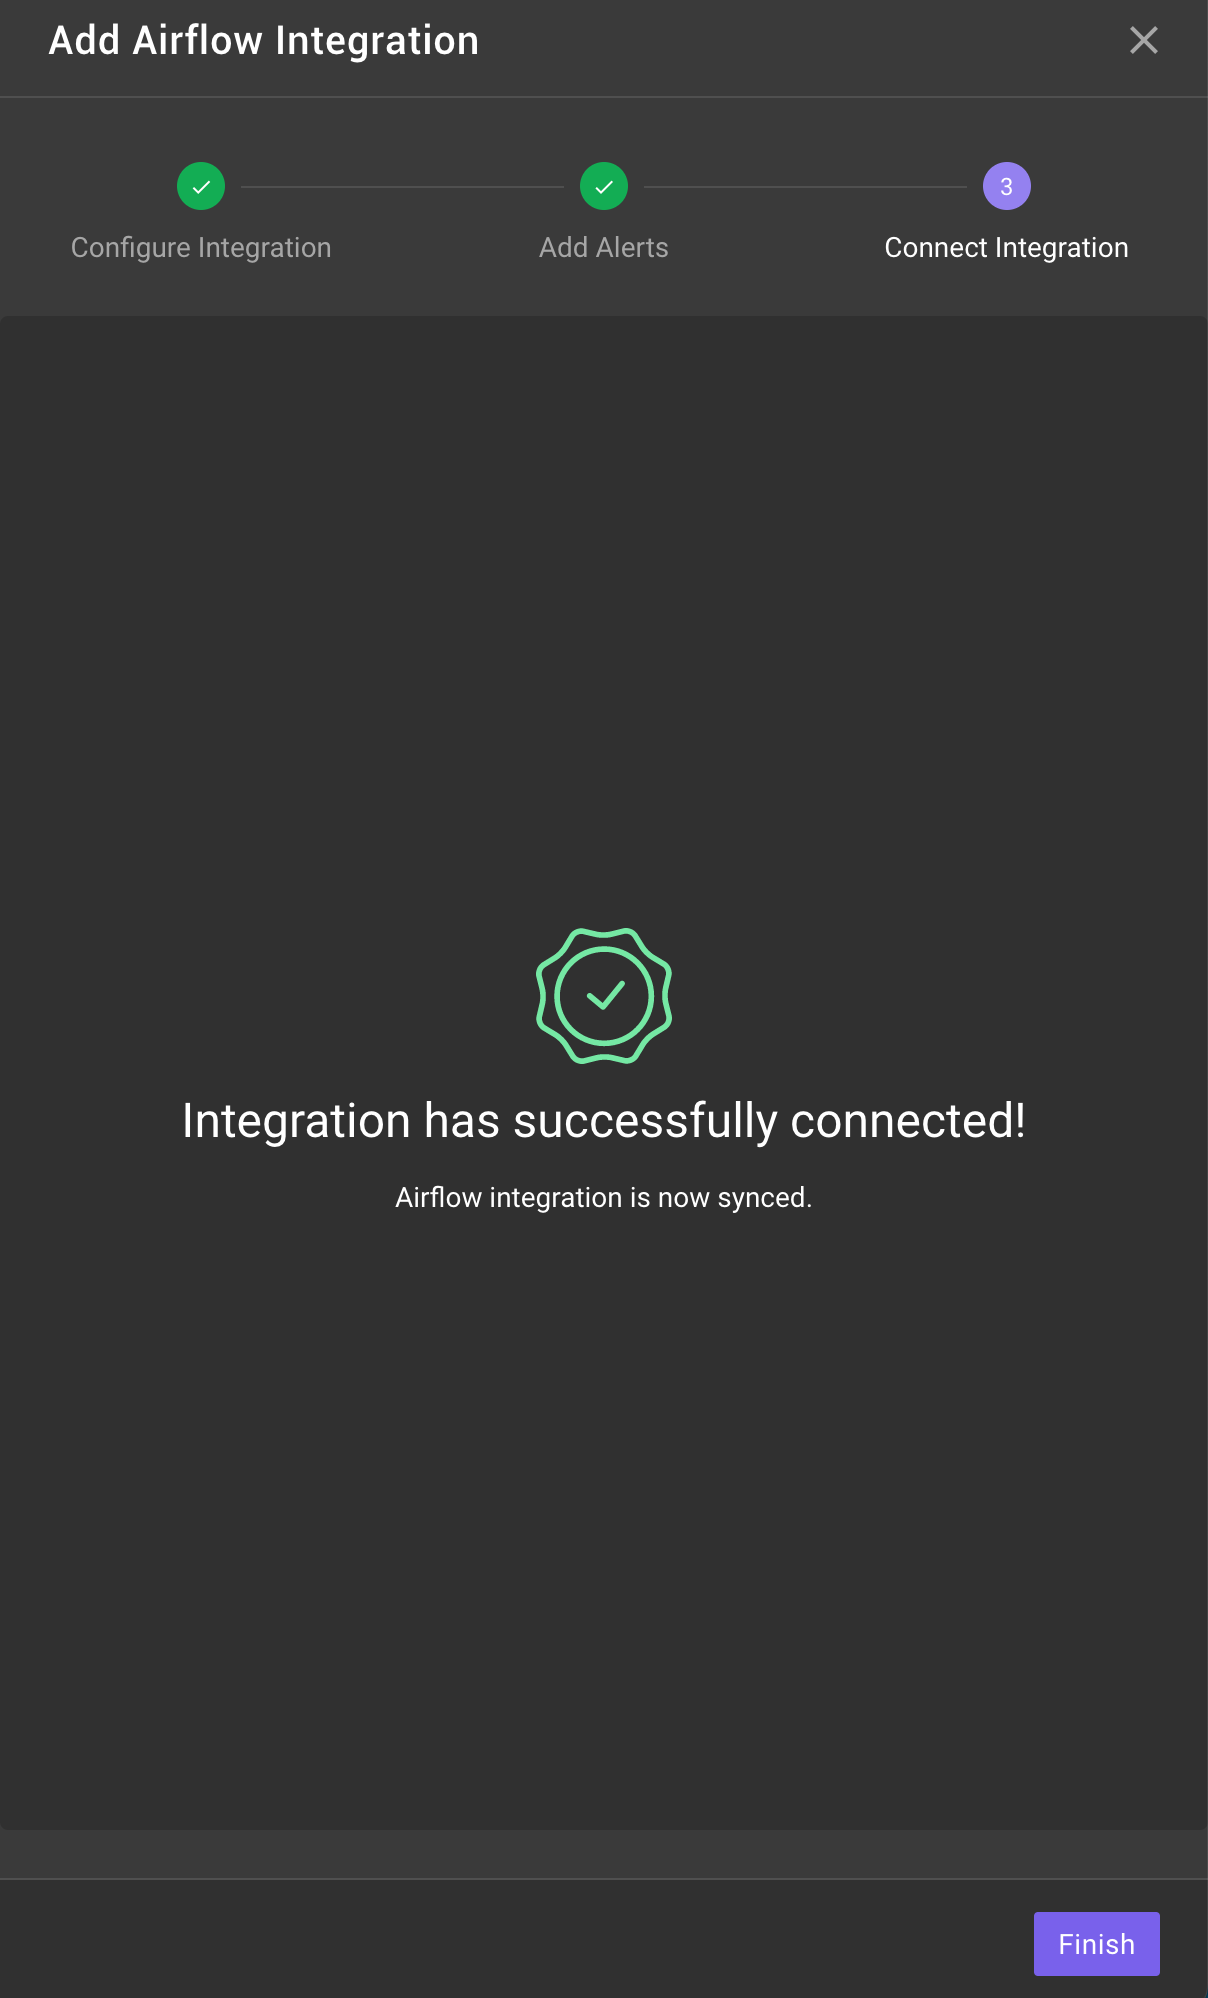 Add Airflow Integration
3
Configure Integration
Add Alerts
Connect Integration
Integration has successfully connected!
Airflow integration is now synced.
Finish